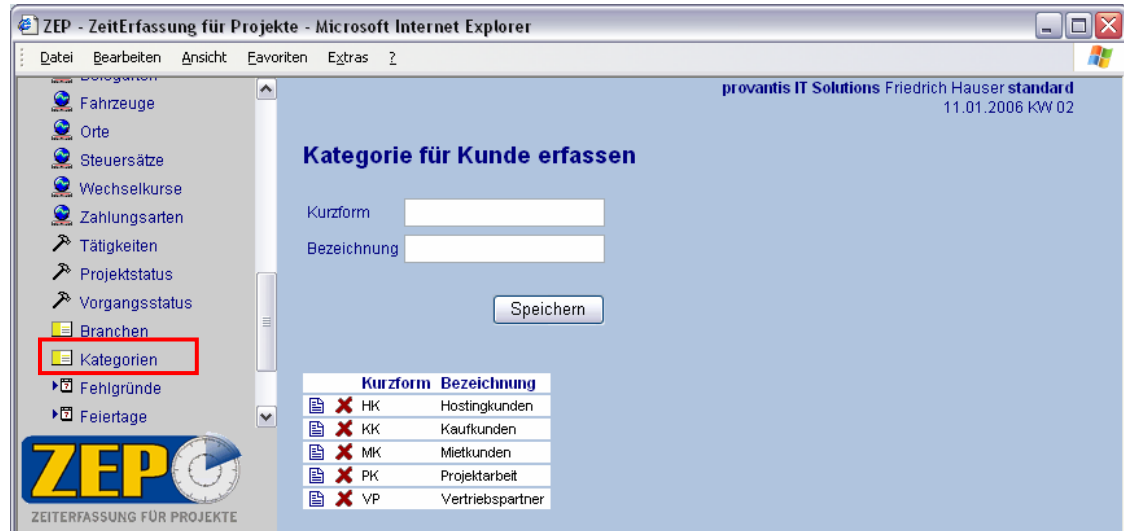 ZEP - ZeitErfassung für Projekte - Microsoft Internet Explorer
Datei Bearbeiten Ansicht Favoriten Extras ?
provantis IT Solutions Friedrich Hauser standard
11.01.2006 KW 02
Fahrzeuge
Orte
Steuersätze
Wechselkurse
Zahlungsarten
Tätigkeiten
Projektstatus
Vorgangsstatus
Branchen
Kategorien
Fehlgründe
Feiertage
ZEP
ZEITERFASSUNG FÜR PROJEKTE
Kategorie für Kunde erfassen
Kurzform
Bezeichnung
Speichern
Kurzform Bezeichnung
HK Hostingkunden
KK Kaufkunden
MK Mietkunden
PK Projektarbeit
VP Vertriebspartner